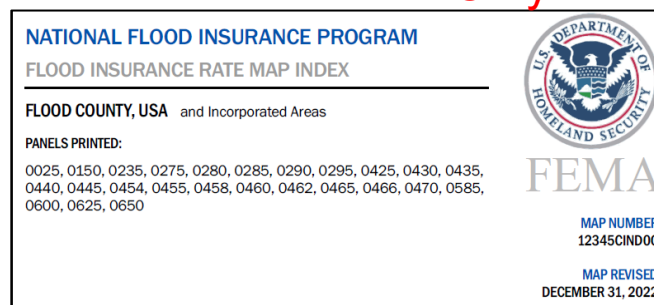 NATIONAL FLOOD INSURANCE PROGRAM
FLOOD INSURANCE RATE MAP INDEX
FLOOD COUNTY, USA and Incorporated Areas
PANELS PRINTED:
0025, 0150, 0235, 0275, 0280, 0285, 0290, 0295, 0425, 0430, 0435,
0440, 0445, 0454, 0455, 0458, 0460, 0462, 0465, 0466, 0470, 0585,
0600, 0625, 0650
U.S. DEPARTMENT OF
HOMELAND SECURITY
FEMA
MAP NUMBER
12345CIND0
MAP REVISED
DECEMBER 31, 2022